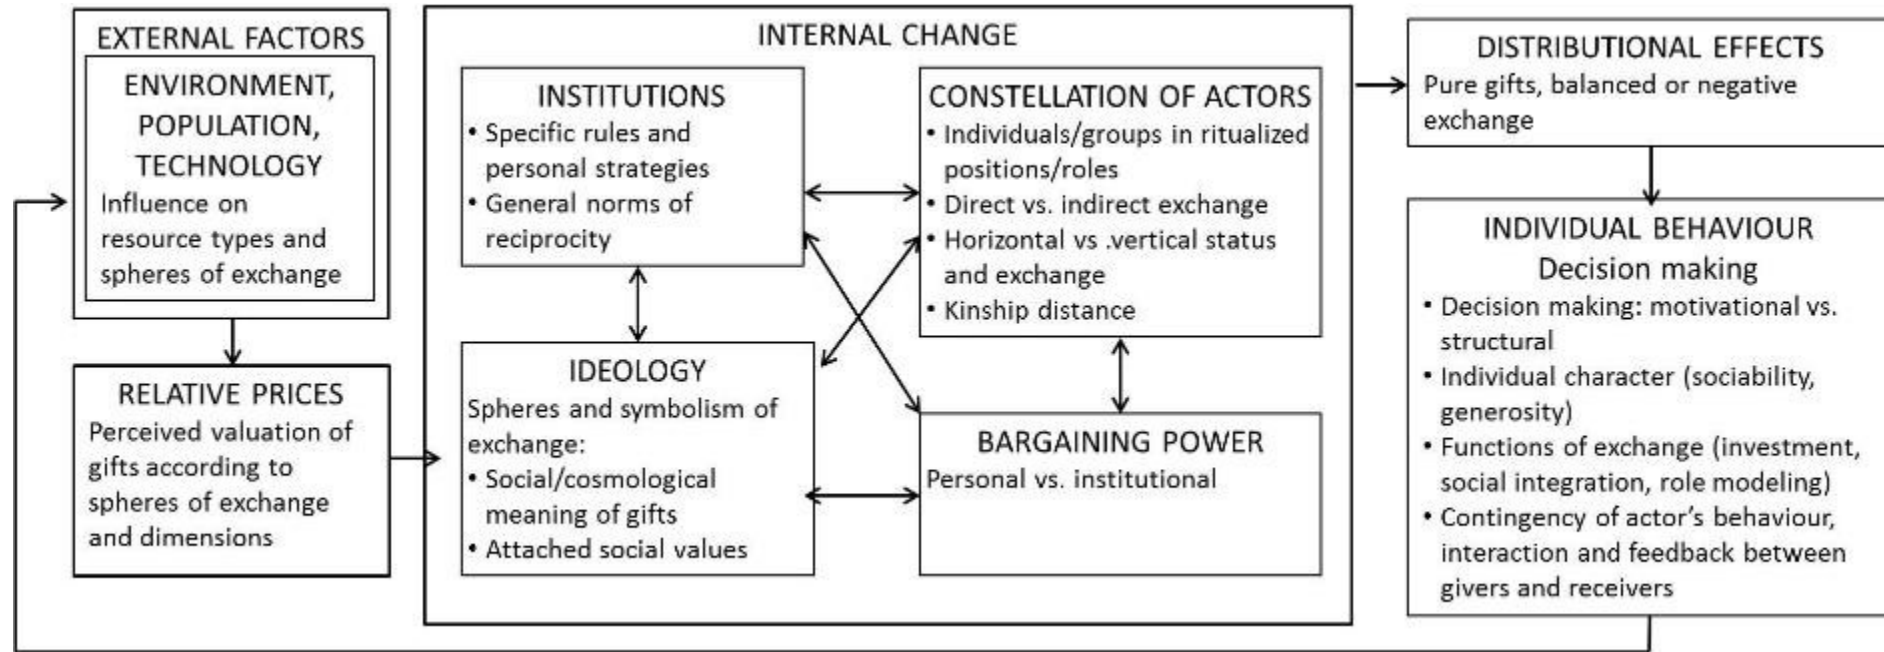 EXTERNAL FACTORS
ENVIRONMENT,
POPULATION,
TECHNOLOGY
Influence on
resource types and
spheres of exchange
RELATIVE PRICES
Perceived valuation of
gifts according to
spheres of exchange
and dimensions
INTERNAL CHANGE
INSTITUTIONS
• Specific rules and
personal strategies
• General norms of
reciprocity
CONSTELLATION OF ACTORS
• Individuals/groups in ritualized
positions/roles
• Direct vs. indirect exchange
• Horizontal vs .vertical status
and exchange
• Kinship distance
IDEOLOGY
Spheres and symbolism of
exchange:
• Social/cosmological
meaning of gifts
• Attached social values
BARGAINING POWER
Personal vs. institutional
DISTRIBUTIONAL EFFECTS
Pure gifts, balanced or negative
exchange
INDIVIDUAL BEHAVIOUR
Decision making
• Decision making: motivational vs.
structural
• Individual character (sociability,
generosity)
• Functions of exchange (investment,
social integration, role modeling)
• Contingency of actor’s behaviour,
interaction and feedback between
givers and receivers